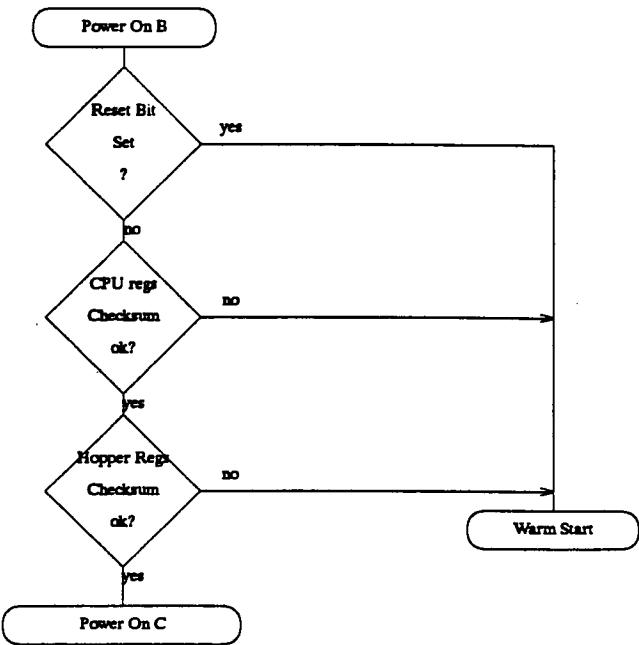 Power On B
Reset Bit
Set
?
yes
no
CPU regs
Checksum
ok?
no
yes
Hopper Regs
Checksum
ok?
no
Warm Start
yes
Power On C